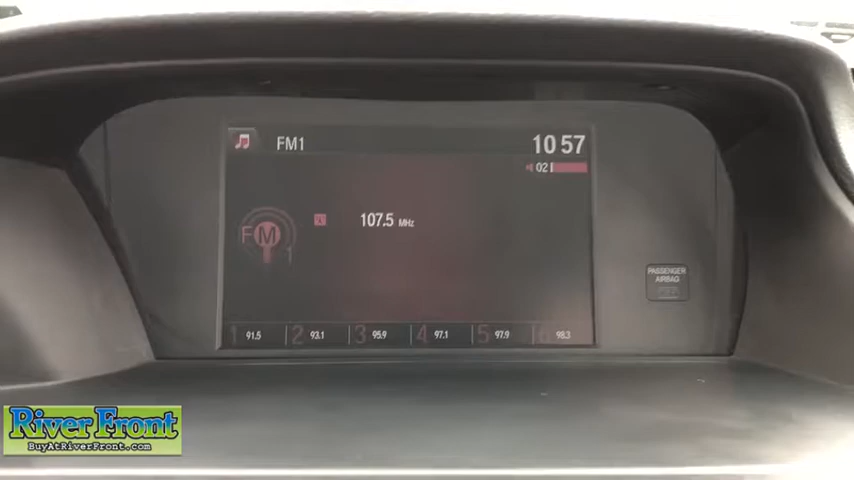 FM1
10 57
02
FM
1
107.5 MHz
PASSENGER
AIRBAG
1 91.5 2 93.1 3 95.9 4 97.1 5 97.9 6 98.3
River Front
BuyAtRiverFront.com